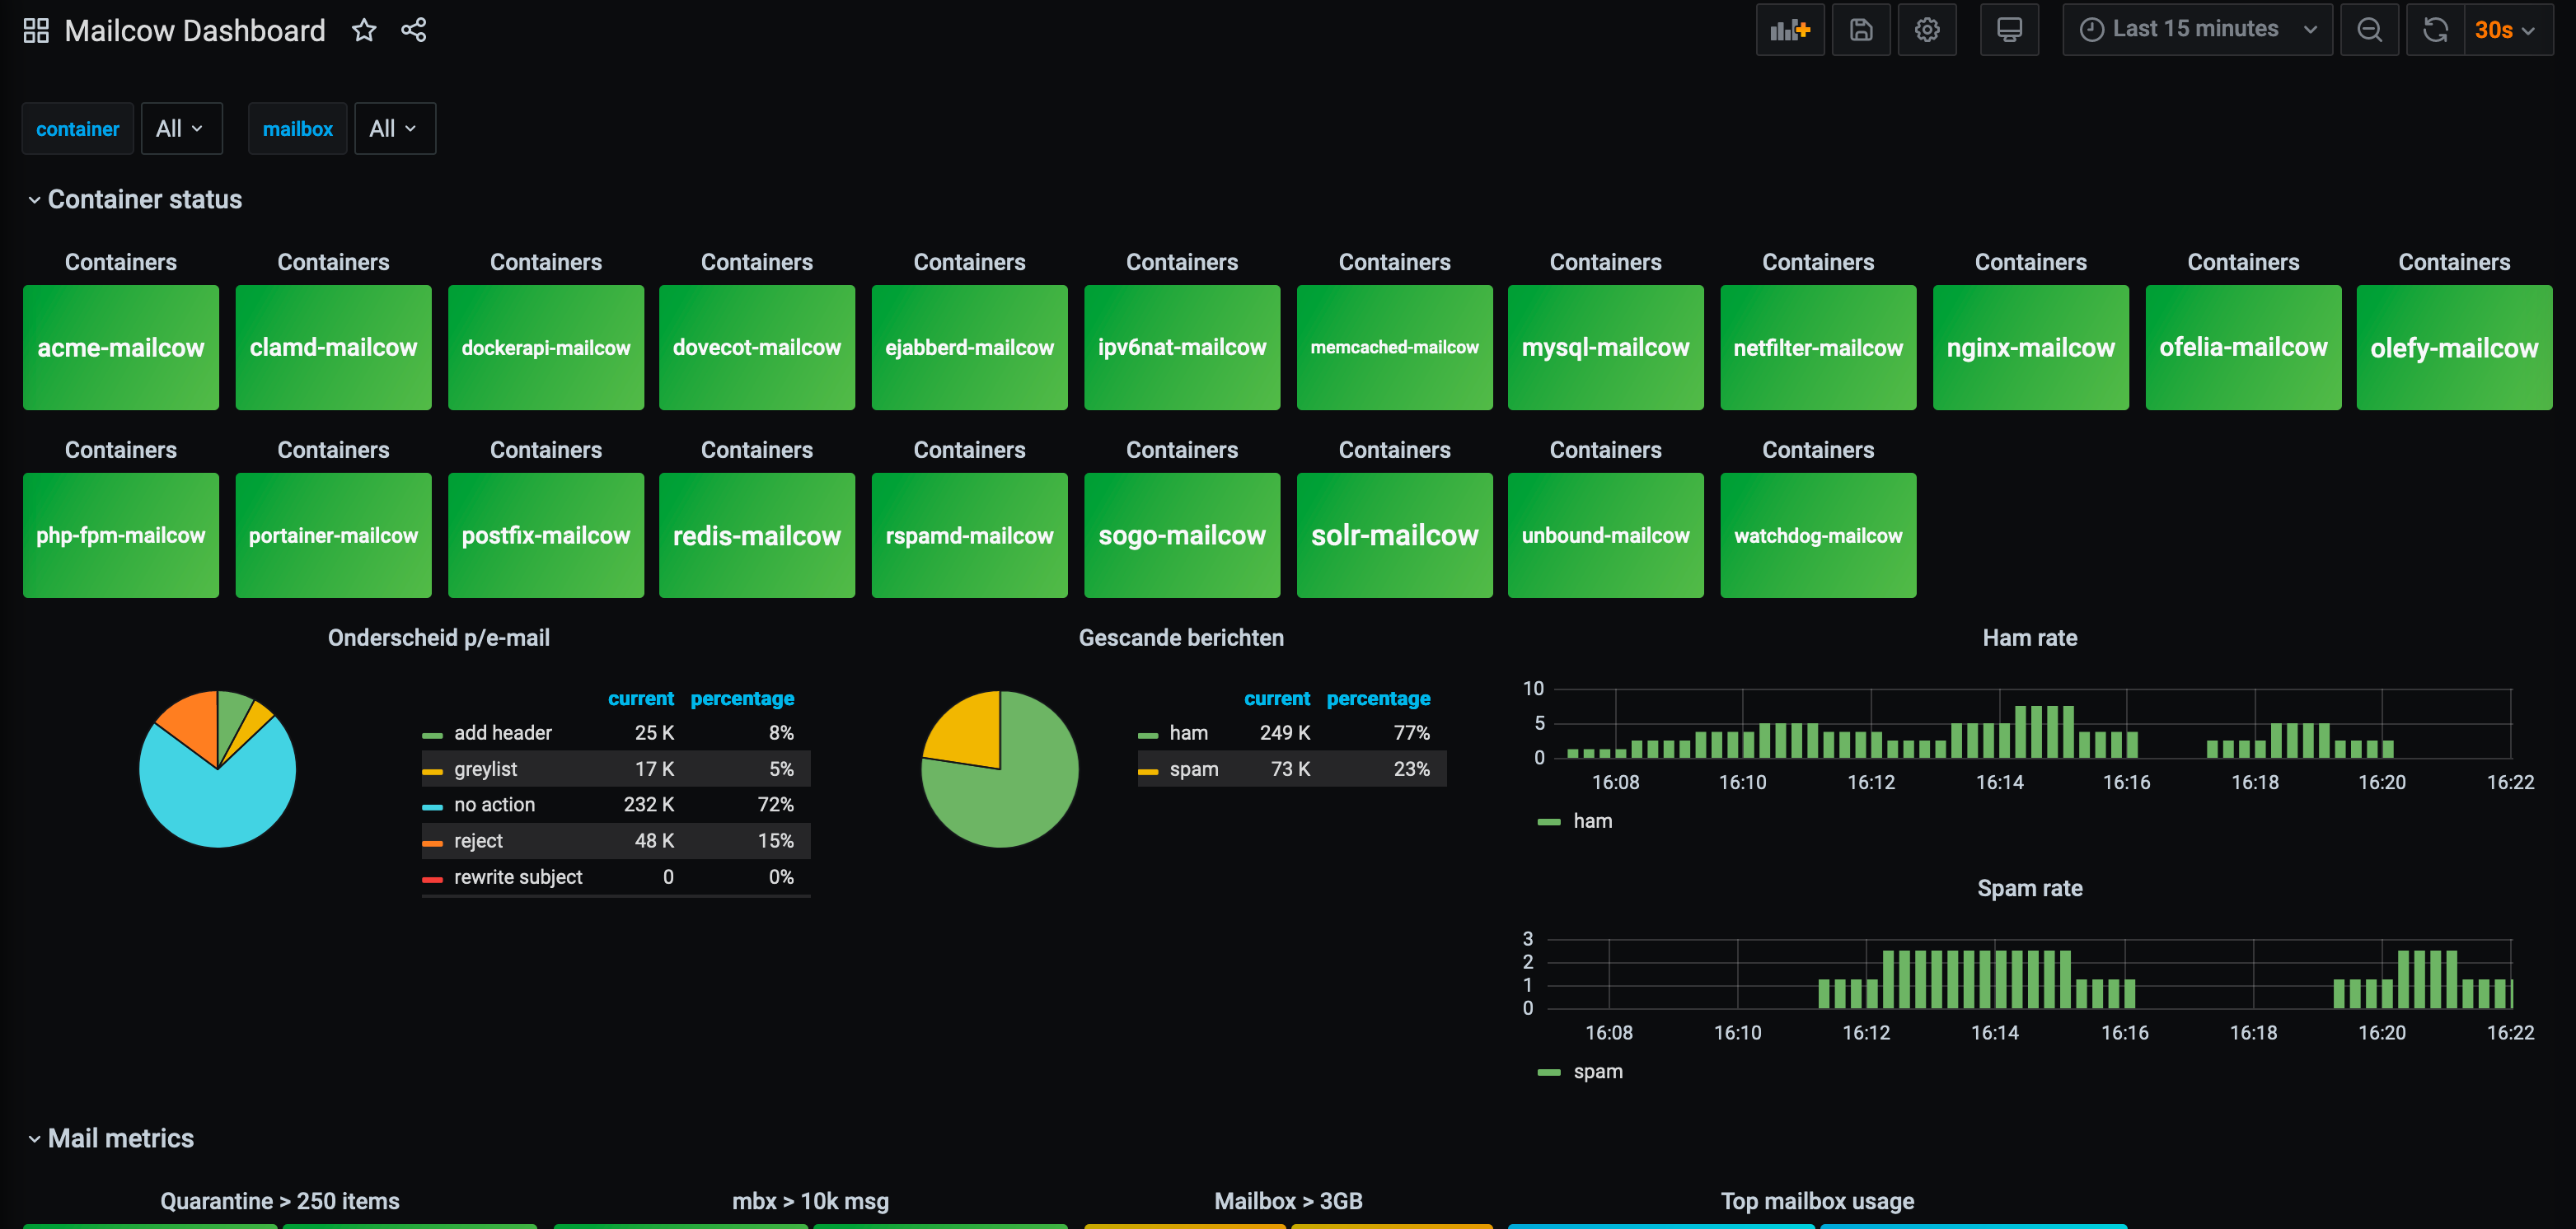 Mailcow Dashboard
Last 15 minutes
30s
container All mailbox All
Container status
Containers Containers Containers Containers Containers Containers Containers Containers Containers Containers Containers Containers
acme-mailcow clamd-mailcow dockerapi-mailcow dovecot-mailcow ejabberd-mailcow ipv6nat-mailcow memcached-mailcow mysql-mailcow netfilter-mailcow nginx-mailcow ofelia-mailcow olefy-mailcow
Containers Containers Containers Containers Containers Containers Containers Containers Containers
php-fpm-mailcow portainer-mailcow postfix-mailcow redis-mailcow rspamd-mailcow sogo-mailcow solr-mailcow unbound-mailcow watchdog-mailcow
Onderscheid p/e-mail
current percentage
add header 25 K 8%
greylist 17 K 5%
no action 232 K 72%
reject 48 K 15%
rewrite subject 0 0%
Gescande berichten
current percentage
ham 249 K 77%
spam 73 K 23%
Ham rate
10
5
0
16:08 16:10 16:12 16:14 16:16 16:18 16:20 16:22
ham
Spam rate
3
2
1
0
16:08 16:10 16:12 16:14 16:16 16:18 16:20 16:22
spam
Mail metrics
Quarantine > 250 items mbx > 10k msg Mailbox > 3GB Top mailbox usage